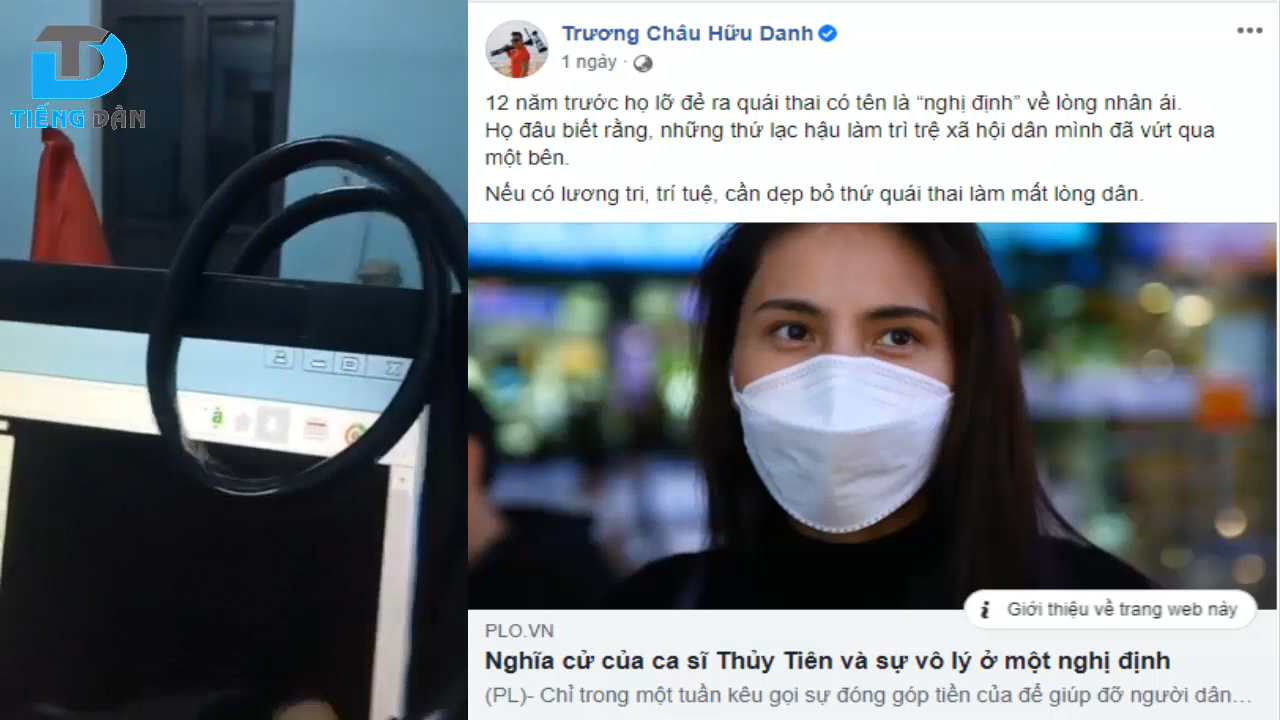 TD
TIẾNG DÂN
Trương Châu Hữu Danh
1 ngày ·
12 năm trước họ lỡ đẻ ra quái thai có tên là “nghị định” về lòng nhân ái.
Họ đâu biết rằng, những thứ lạc hậu làm trì trệ xã hội dân mình đã vứt qua
một bên.
Nếu có lương tri, trí tuệ, cần dẹp bỏ thứ quái thai làm mất lòng dân.
Giới thiệu về trang web này
PLO.VN
Nghĩa cử của ca sĩ Thủy Tiên và sự vô lý ở một nghị định
(PL)- Chỉ trong một tuần kêu gọi sự đóng góp tiền của để giúp đỡ người dân...